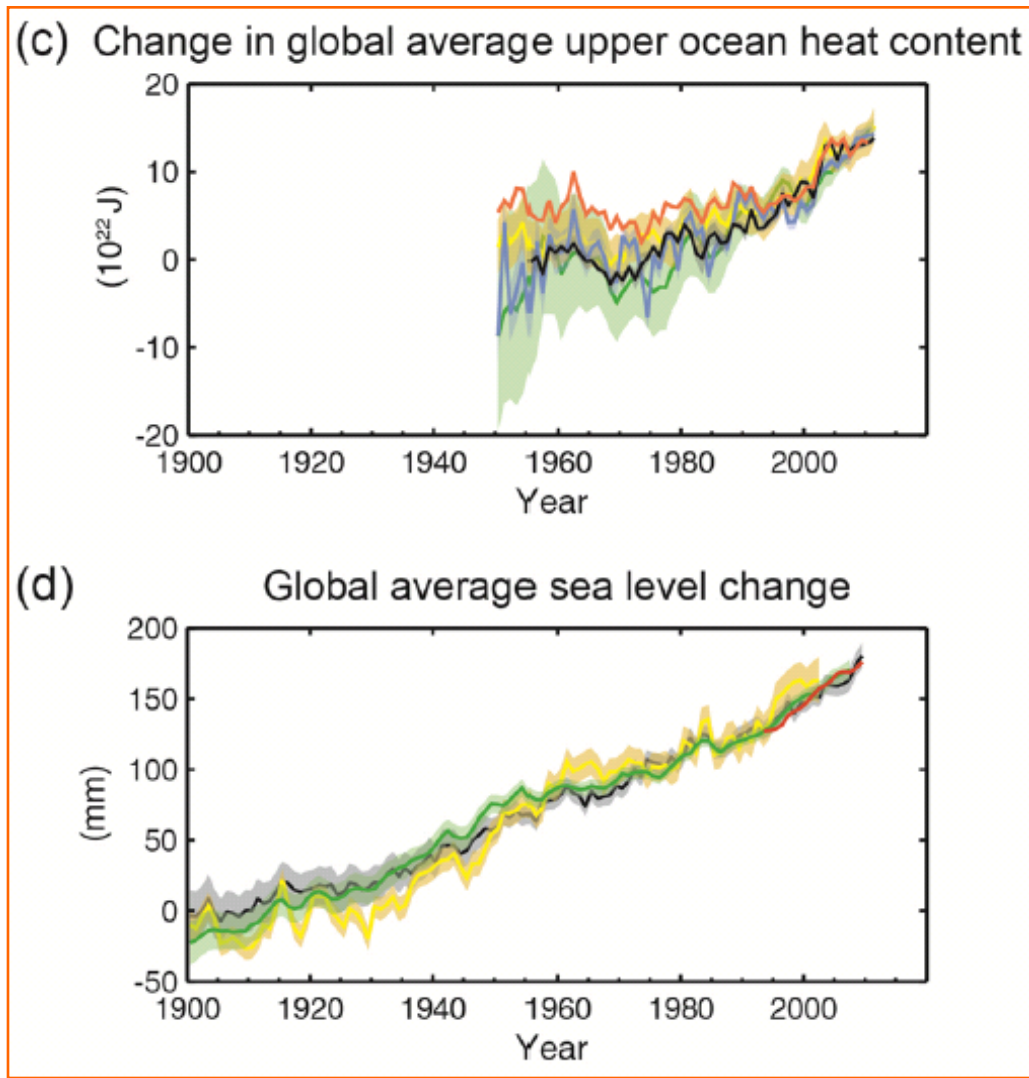 (c) Change in global average upper ocean heat content
20
10
0
-10
-20
(10²² J)
1900 1920 1940 1960 1980 2000
Year
(d) Global average sea level change
200
150
100
50
0
-50
(mm)
1900 1920 1940 1960 1980 2000
Year